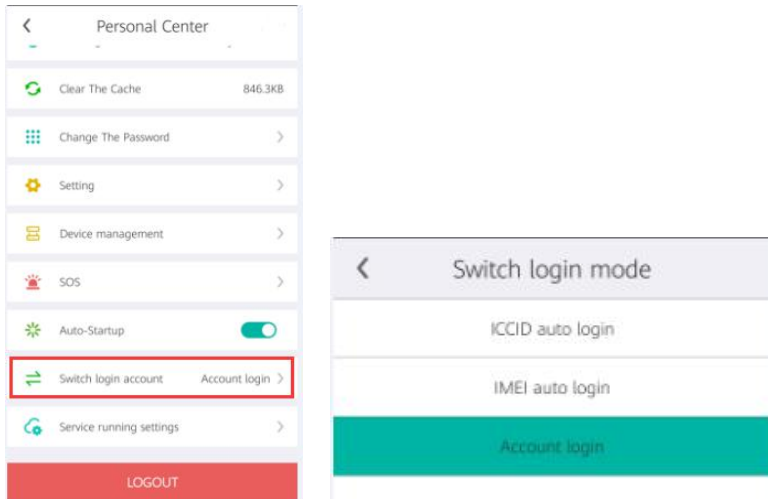 Personal Center
Clear The Cache 846.3KB
Change The Password
Setting
Device management
SOS
Auto-Startup
Switch login account Account login
Service running settings
LOGOUT
Switch login mode
ICCID auto login
IMEI auto login
Account login